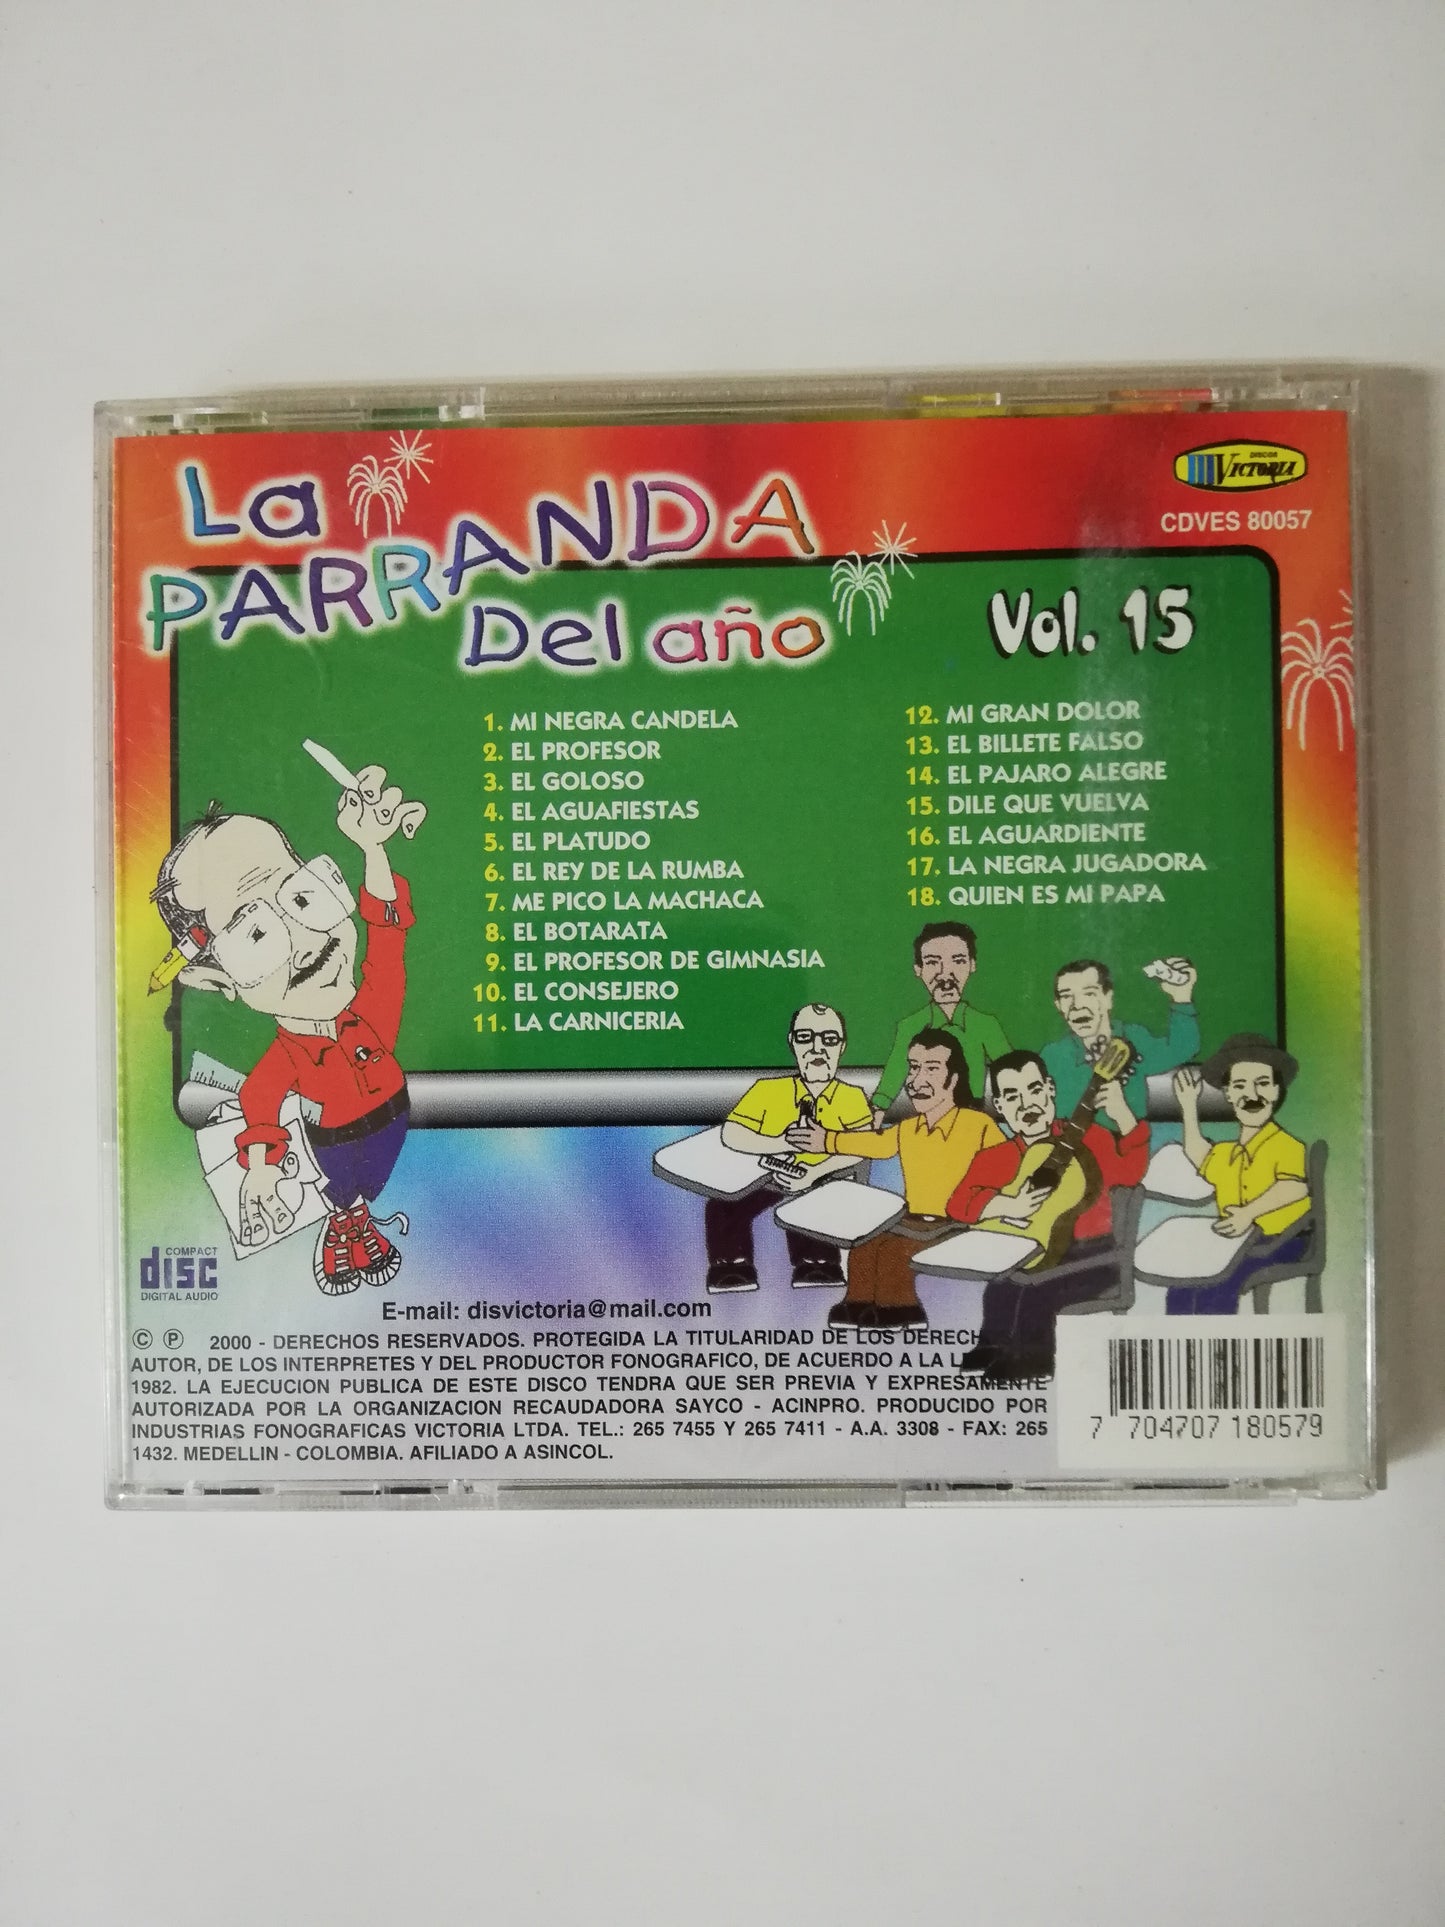 La
PARRANDA
Del año
DISCOS
VICTORIA
CDVES 80057
Vol. 15
1. MI NEGRA CANDELA
2. EL PROFESOR
3. EL GOLOSO
4. EL AGUAFIESTAS
5. EL PLATUDO
6. EL REY DE LA RUMBA
7. ME PICO LA MACHACA
8. EL BOTARATA
9. EL PROFESOR DE GIMNASIA
10. EL CONSEJERO
11. LA CARNICERIA
12. MI GRAN DOLOR
13. EL BILLETE FALSO
14. EL PAJARO ALEGRE
15. DILE QUE VUELVA
16. EL AGUARDIENTE
17. LA NEGRA JUGADORA
18. QUIEN ES MI PAPA
COMPACT
disc
DIGITAL AUDIO
E-mail: disvictoria@mail.com
© ℗ 2000 - DERECHOS RESERVADOS. PROTEGIDA LA TITULARIDAD DE LOS
AUTOR, DE LOS INTERPRETES Y DEL PRODUCTOR FONOGRAFICO, DE ACUERDO A LA
1982. LA EJECUCION PUBLICA DE ESTE DISCO TENDRA QUE SER PREVIA Y EXPRESAMENTE
AUTORIZADA POR LA ORGANIZACION RECAUDADORA SAYCO - ACINPRO. PRODUCIDO POR
INDUSTRIAS FONOGRAFICAS VICTORIA LTDA. TEL.: 265 7455 Y 265 7411 - A.A. 3308 - FAX: 265
1432. MEDELLIN - COLOMBIA. AFILIADO A ASINCOL.
7 704707 180579